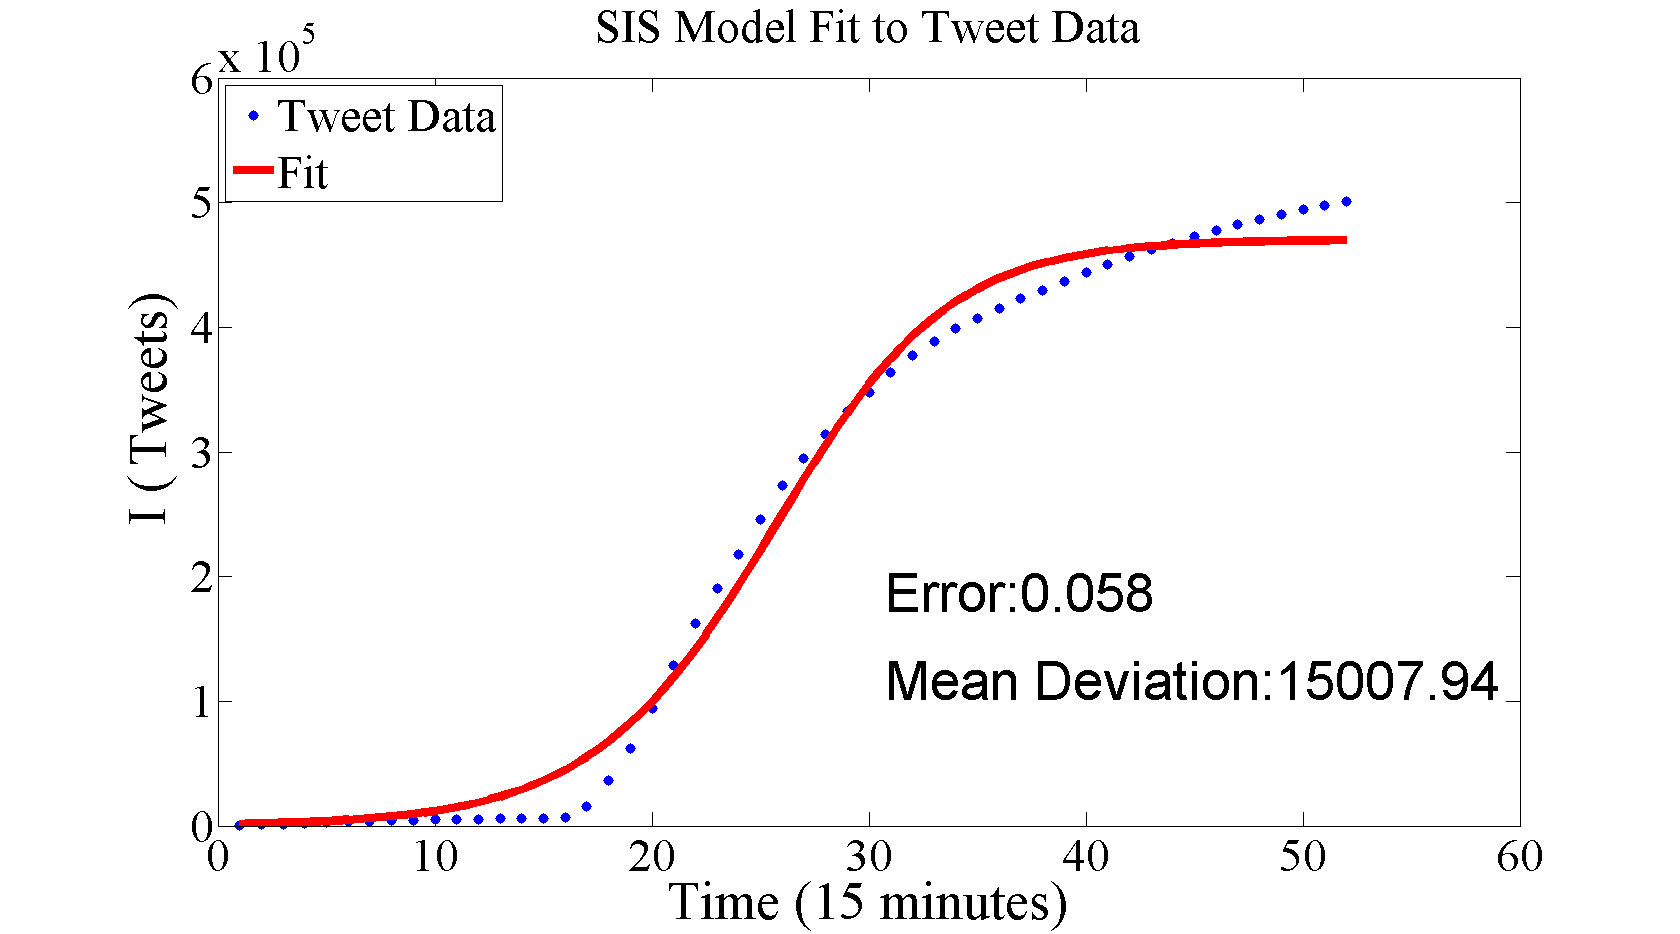 SIS Model Fit to Tweet Data
x 10^5
6
5
4
3
2
1
0
Tweet Data
Fit
I ( Tweets)
Error:0.058
Mean Deviation:15007.94
0 10 20 30 40 50 60
Time (15 minutes)